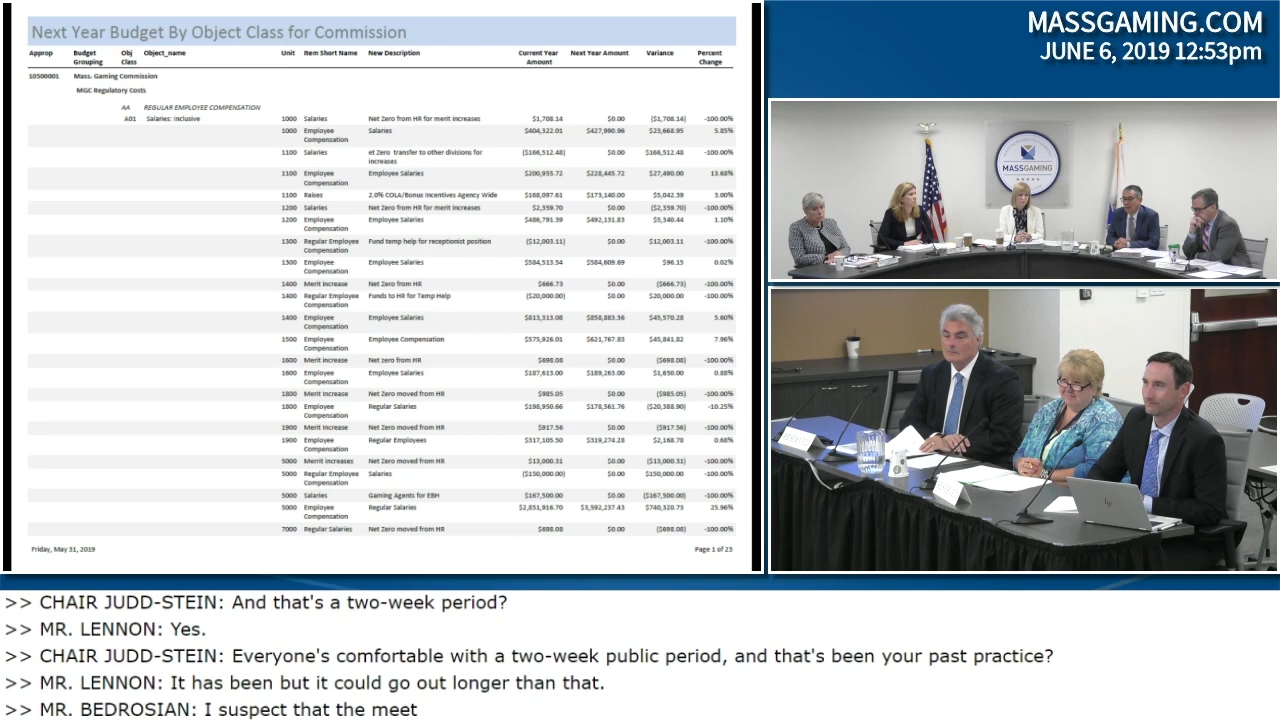 Next Year Budget By Object Class for Commission
Approp Budget Grouping Obj Class Object_name Unit Item Short Name New Description Current Year Amount Next Year Amount Variance Percent Change
10500001 Mass. Gaming Commission
MGC Regulatory Costs
AA REGULAR EMPLOYEE COMPENSATION
A01 Salaries: Inclusive 1000 Salaries Net Zero from HR for merit increases $1,708.14 $0.00 ($1,708.14) -100.00%
1000 Employee Compensation Salaries $404,322.01 $427,990.96 $23,668.95 5.85%
1100 Salaries et Zero transfer to other divisions for increases ($166,512.48) $0.00 $166,512.48 -100.00%
1100 Employee Compensation Employee Salaries $200,955.72 $228,445.72 $27,490.00 13.68%
1100 Raises 2.0% COLA/Bonus Incentives Agency Wide $168,097.61 $173,140.00 $5,042.39 3.00%
1200 Salaries Net Zero from HR for merit increases $2,359.70 $0.00 ($2,359.70) -100.00%
1200 Employee Compensation Employee Salaries $486,791.39 $492,131.83 $5,340.44 1.10%
1300 Regular Employee Compensation Fund temp help for receptionist position ($12,003.11) $0.00 $12,003.11 -100.00%
1300 Employee Compensation Employee Salaries $584,513.54 $584,609.69 $96.15 0.02%
1400 Merit increase Net Zero from HR $666.73 $0.00 ($666.73) -100.00%
1400 Regular Employee Compensation Funds to HR for Temp Help ($20,000.00) $0.00 $20,000.00 -100.00%
1400 Employee Compensation Employee Salaries $813,313.08 $858,883.36 $45,570.28 5.60%
1500 Employee Compensation Employee Compensation $575,926.01 $621,767.83 $45,841.82 7.96%
1600 Merit increase Net zero from HR $698.08 $0.00 ($698.08) -100.00%
1600 Employee Compensation Employee Salaries $187,613.00 $189,263.00 $1,650.00 0.88%
1800 Merit Increase Net Zero moved from HR $985.05 $0.00 ($985.05) -100.00%
1800 Employee Compensation Regular Salaries $198,950.66 $178,561.76 ($20,388.90) -10.25%
1900 Merit Increase Net Zero moved from HR $917.56 $0.00 ($917.56) -100.00%
1900 Employee Compensation Regular Employees $317,105.50 $319,274.28 $2,168.78 0.68%
5000 Merrit increases Net Zero moved from HR $13,000.31 $0.00 ($13,000.31) -100.00%
5000 Regular Employee Compensation Salaries ($150,000.00) $0.00 $150,000.00 -100.00%
5000 Salaries Gaming Agents for EBH $167,500.00 $0.00 ($167,500.00) -100.00%
5000 Employee Compensation Regular Salaries $2,851,916.70 $3,592,237.43 $740,320.73 25.96%
7000 Regular Salaries Net Zero moved from HR $698.08 $0.00 ($698.08) -100.00%
Friday, May 31, 2019 Page 1 of 23
MASSGAMING.COM
JUNE 6, 2019 12:53pm
MASSGAMING
>> CHAIR JUDD-STEIN: And that's a two-week period?
>> MR. LENNON: Yes.
>> CHAIR JUDD-STEIN: Everyone's comfortable with a two-week public period, and that's been your past practice?
>> MR. LENNON: It has been but it could go out longer than that.
>> MR. BEDROSIAN: I suspect that the meet